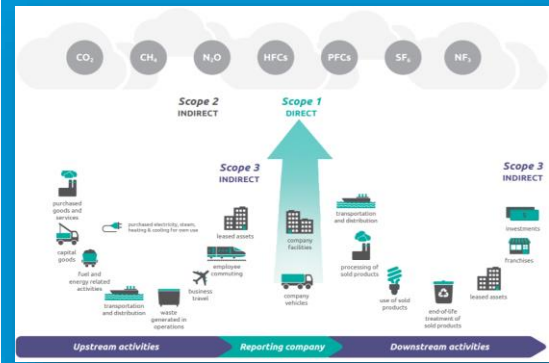 CO₂ CH₄ N₂O HFCs PFCs SF₆ NF₃
Scope 2
INDIRECT
Scope 1
DIRECT
Scope 3
INDIRECT
Scope 3
INDIRECT
purchased
goods and
services
capital
goods
fuel and
energy related
activities
purchased electricity, steam,
heating & cooling for own use
transportation
and distribution
waste
generated in
operations
business
travel
employee
commuting
leased assets
company
facilities
company
vehicles
transportation
and distribution
processing of
sold products
use of sold
products
end-of-life
treatment of
sold products
leased assets
franchises
investments
Upstream activities
Reporting company
Downstream activities